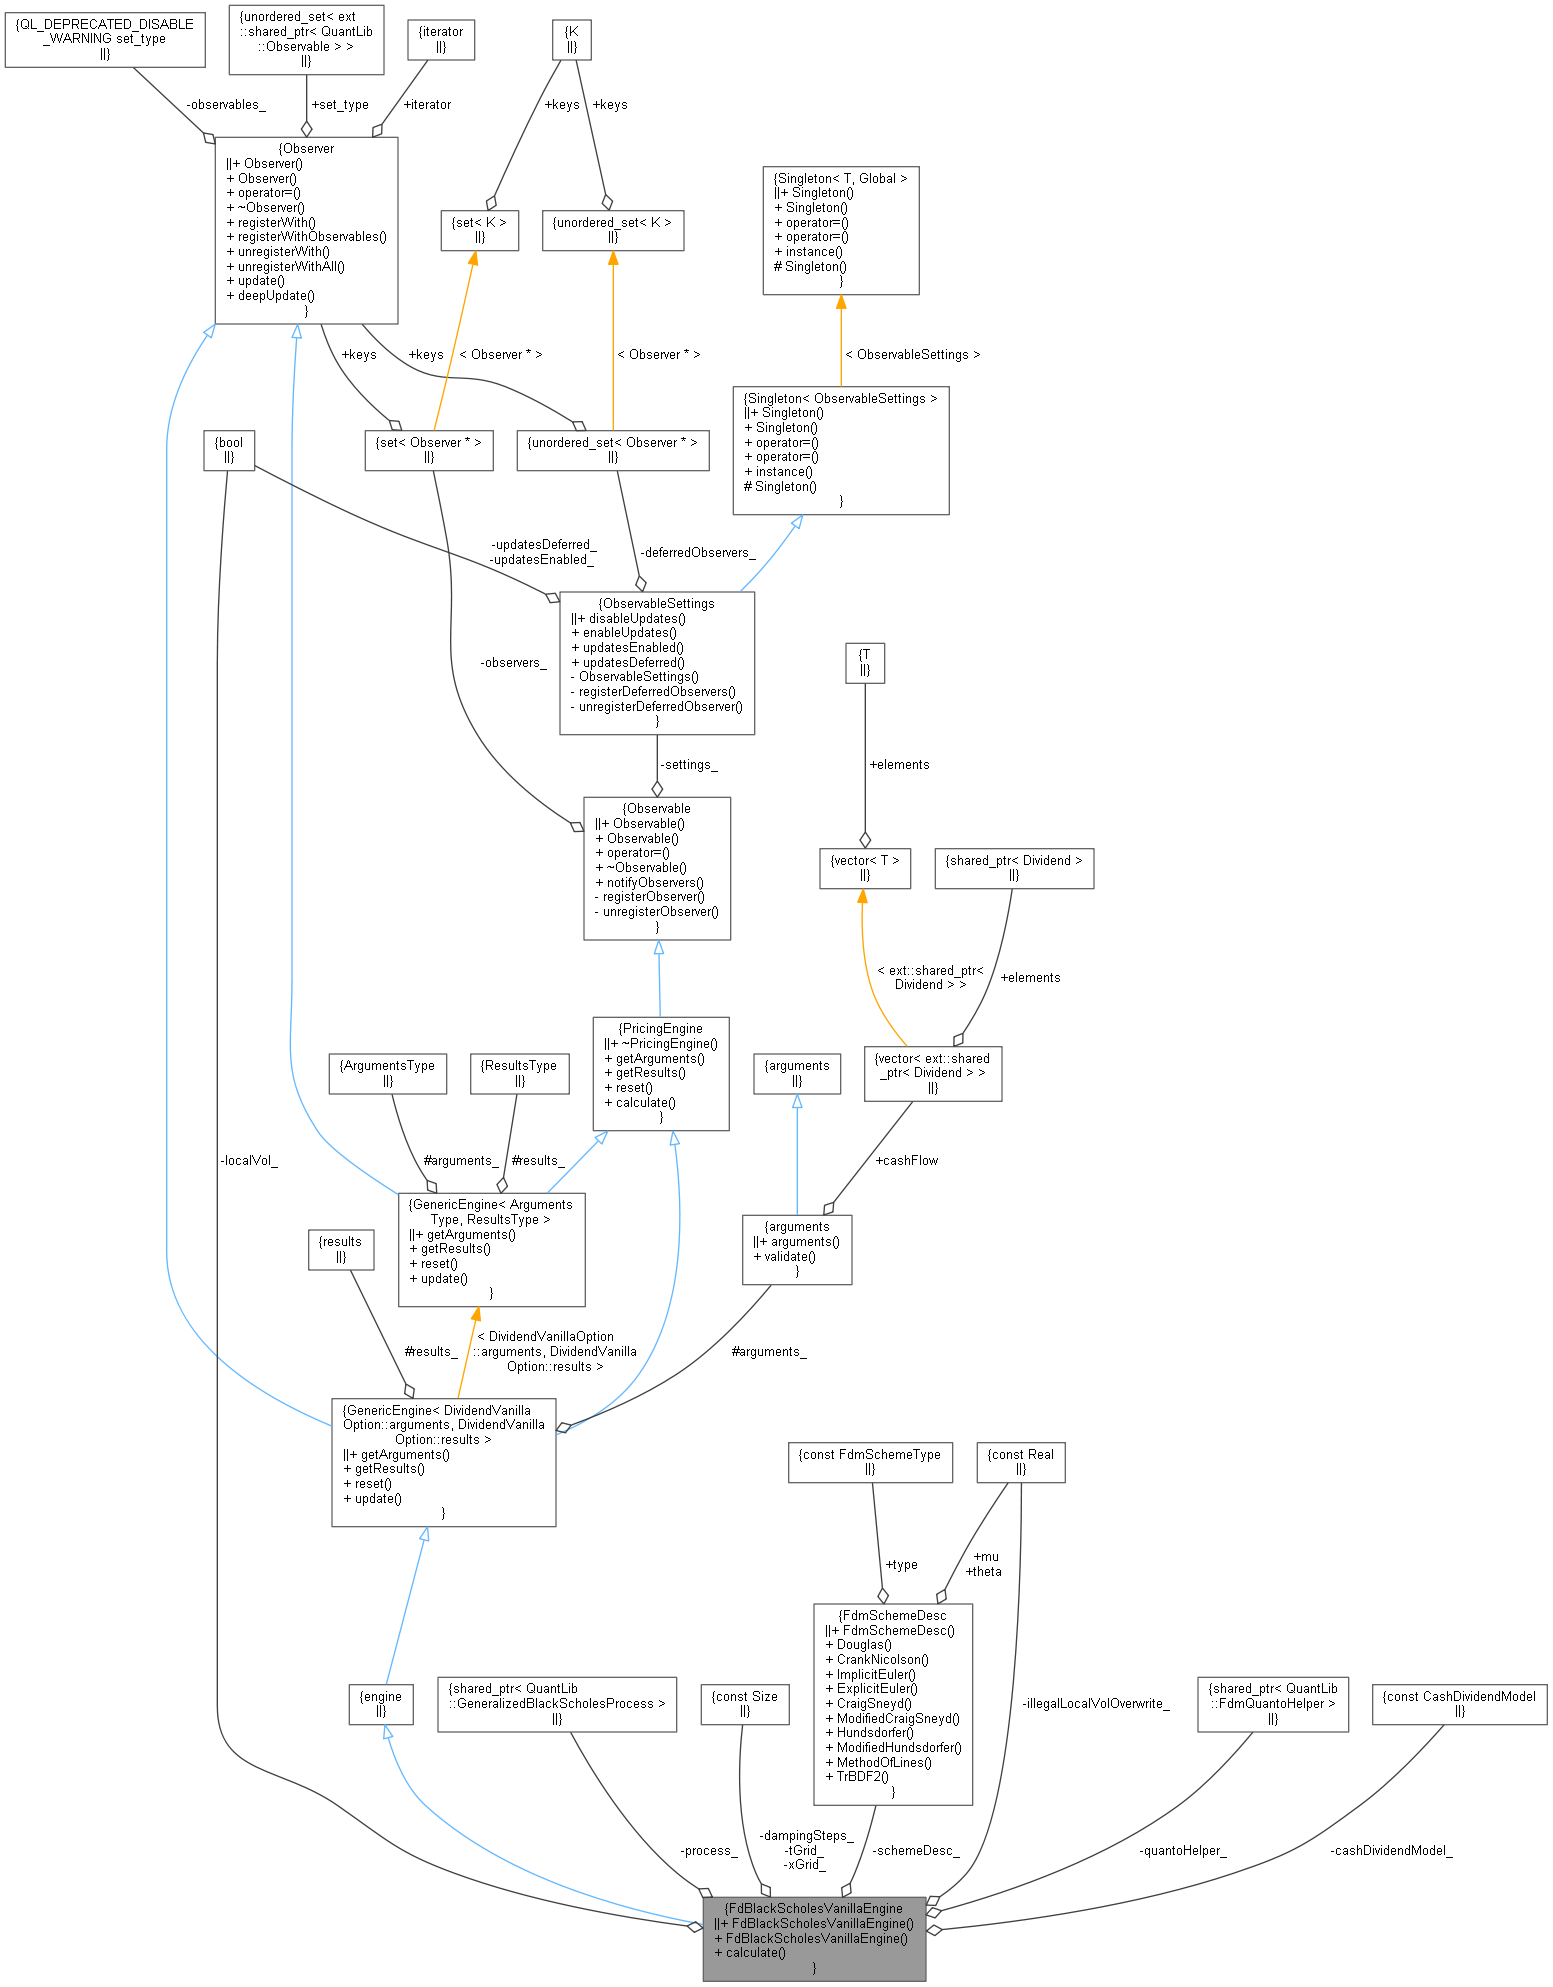 {QL_DEPRECATED_DISABLE
_WARNING set_type
||}
{unordered_set< ext
::shared_ptr< QuantLib
::Observable > >
||}
{iterator
||}
{K
||}
-observables_
+set_type
+iterator
+keys
+keys
{Observer
||+ Observer()
+ Observer()
+ operator=()
+ ~Observer()
+ registerWith()
+ registerWithObservables()
+ unregisterWith()
+ unregisterWithAll()
+ update()
+ deepUpdate()
}
{set< K >
||}
{unordered_set< K >
||}
{Singleton< T, Global >
||+ Singleton()
+ Singleton()
+ operator=()
+ operator=()
+ instance()
# Singleton()
}
+keys
+keys
< Observer * >
< Observer * >
< ObservableSettings >
{bool
||}
{set< Observer * >
||}
{unordered_set< Observer * >
||}
{Singleton< ObservableSettings >
||+ Singleton()
+ Singleton()
+ operator=()
+ operator=()
+ instance()
# Singleton()
}
-updatesDeferred_
-updatesEnabled_
-deferredObservers_
{ObservableSettings
||+ disableUpdates()
+ enableUpdates()
+ updatesEnabled()
+ updatesDeferred()
- ObservableSettings()
- registerDeferredObservers()
- unregisterDeferredObserver()
}
-observers_
{T
||}
-settings_
+elements
{Observable
||+ Observable()
+ Observable()
+ operator=()
+ ~Observable()
+ notifyObservers()
- registerObserver()
- unregisterObserver()
}
{vector< T >
||}
{shared_ptr< Dividend >
||}
< ext::shared_ptr<
Dividend > >
+elements
{PricingEngine
||+ ~PricingEngine()
+ getArguments()
+ getResults()
+ reset()
+ calculate()
}
{ArgumentsType
||}
{ResultsType
||}
{arguments
||}
{vector< ext::shared
_ptr< Dividend > >
||}
-localVol_
#arguments_
#results_
+cashFlow
{GenericEngine< Arguments
Type, ResultsType >
||+ getArguments()
+ getResults()
+ reset()
+ update()
}
{results
||}
{arguments
||+ arguments()
+ validate()
}
#results_
< DividendVanillaOption
::arguments, DividendVanilla
Option::results >
#arguments_
{GenericEngine< DividendVanilla
Option::arguments, DividendVanilla
Option::results >
||+ getArguments()
+ getResults()
+ reset()
+ update()
}
{const FdmSchemeType
||}
{const Real
||}
+type
+mu
+theta
{FdmSchemeDesc
||+ FdmSchemeDesc()
+ Douglas()
+ CrankNicolson()
+ ImplicitEuler()
+ ExplicitEuler()
+ CraigSneyd()
+ ModifiedCraigSneyd()
+ Hundsdorfer()
+ ModifiedHundsdorfer()
+ MethodOfLines()
+ TrBDF2()
}
{engine
||}
{shared_ptr< QuantLib
::GeneralizedBlackScholesProcess >
||}
{const Size
||}
-illegalLocalVolOverwrite_
{shared_ptr< QuantLib
::FdmQuantoHelper >
||}
{const CashDividendModel
||}
-process_
-dampingSteps_
-tGrid_
-xGrid_
-schemeDesc_
-quantoHelper_
-cashDividendModel_
{FdBlackScholesVanillaEngine
||+ FdBlackScholesVanillaEngine()
+ FdBlackScholesVanillaEngine()
+ calculate()
}